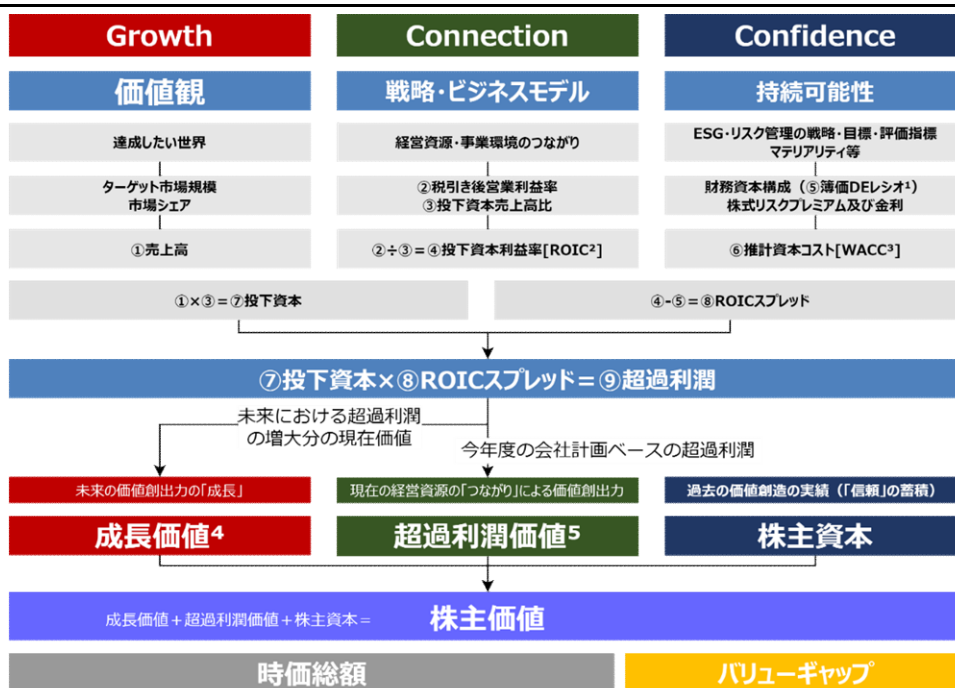 Growth
Connection
Confidence
価値観
戦略・ビジネスモデル
持続可能性
達成したい世界
経営資源・事業環境のつながり
ESG・リスク管理の戦略・目標・評価指標
マテリアリティ等
ターゲット市場規模
市場シェア
②税引き後営業利益率
③投下資本売上高比
財務資本構成（⑤簿価DEレシオ¹）
株式リスクプレミアム及び金利
①売上高
②÷③＝④投下資本利益率[ROIC²]
⑥推計資本コスト[WACC³]
①×③＝⑦投下資本
④-⑤＝⑧ROICスプレッド
⑦投下資本×⑧ROICスプレッド＝⑨超過利潤
未来における超過利潤
の増大分の現在価値
今年度の会社計画ベースの超過利潤
未来の価値創出力の「成長」
現在の経営資源の「つながり」による価値創出力
過去の価値創造の実績（「信頼」の蓄積）
成長価値⁴
超過利潤価値⁵
株主資本
成長価値＋超過利潤価値＋株主資本＝ 株主価値
時価総額
バリューギャップ